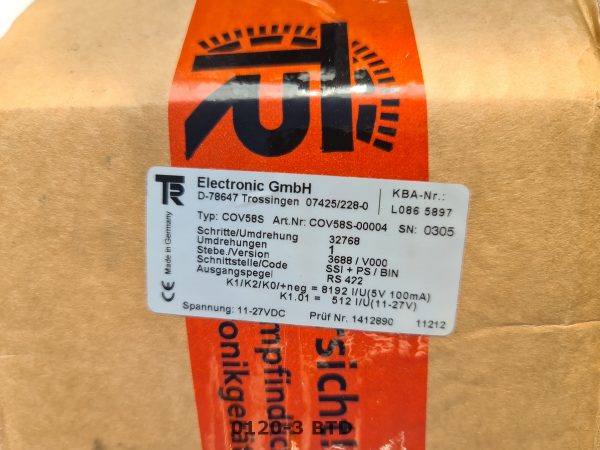 TR
TR Electronic GmbH
D-78647 Trossingen 07425/228-0
KBA-Nr.:
L086 5897
Typ: COV58S Art.Nr: COV58S-00004 SN: 0305
Schritte/Umdrehung 32768
Umdrehungen 1
Stebe./Version 3688 / V000
Schnittstelle/Code SSI + PS / BIN
Ausgangspegel RS 422
K1/K2/K0/+neg = 8192 I/U(5V 100mA)
K1.01 = 512 I/U(11-27V)
Spannung: 11-27VDC Prüf Nr. 1412890 11212
Made in Germany
CE
0120-3 BTD